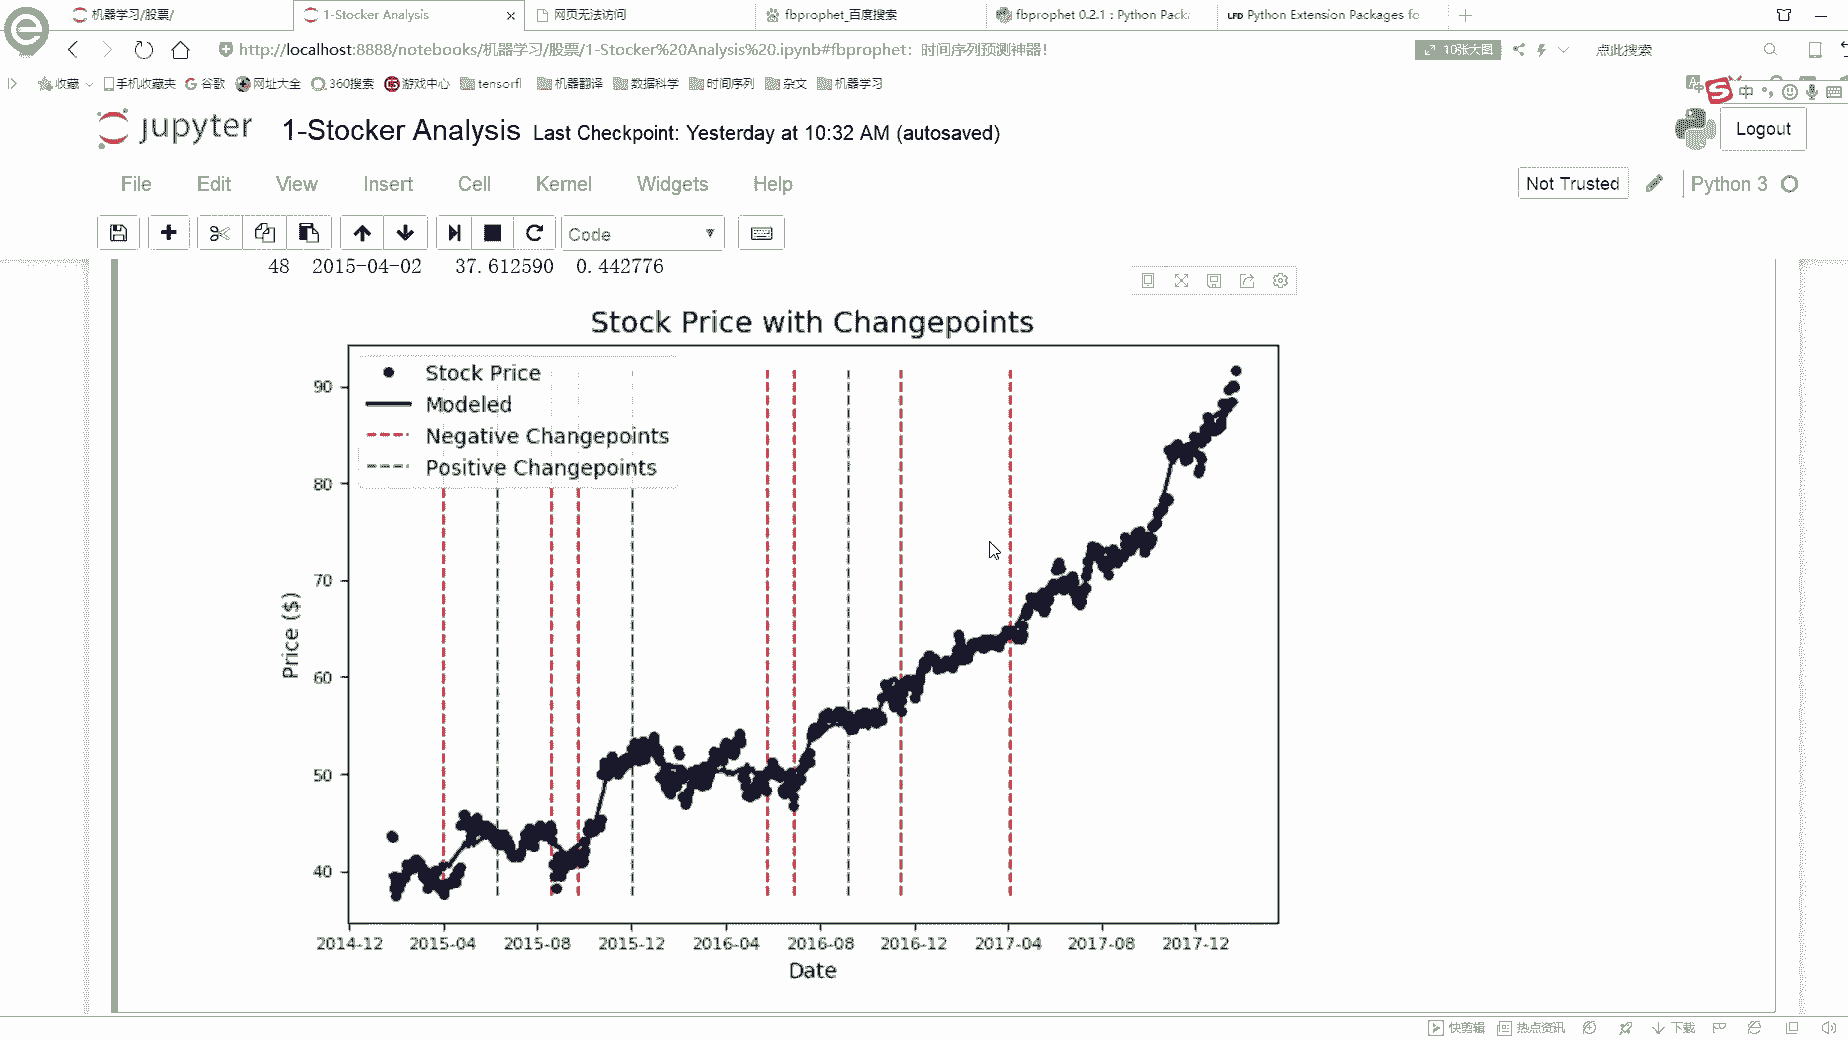 机器学习/股票/
1-Stocker Analysis
网页无法访问
fbprophet_百度搜索
fbprophet 0.2.1 : Python Pack
LFD Python Extension Packages fo
http://localhost:8888/notebooks/机器学习/股票/1-Stocker%20Analysis%20.ipynb#fbprophet：时间序列预测神器！
10张大图
点此搜索
收藏 手机收藏夹 谷歌 网址大全 360搜索 游戏中心 tensorfl 机器翻译 数据科学 时间序列 杂文 机器学习
中
jupyter 1-Stocker Analysis Last Checkpoint: Yesterday at 10:32 AM (autosaved)
Logout
File Edit View Insert Cell Kernel Widgets Help
Not Trusted
Python 3
Code
48 2015-04-02 37.612590 0.442776
Stock Price with Changepoints
Stock Price
Modeled
Negative Changepoints
Positive Changepoints
90
80
70
60
50
40
Price ($)
2014-12 2015-04 2015-08 2015-12 2016-04 2016-08 2016-12 2017-04 2017-08 2017-12
Date
快剪辑 热点资讯 下载